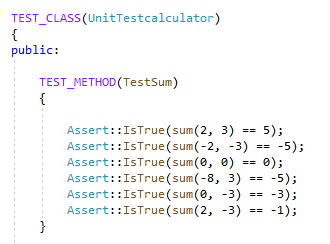 TEST_CLASS(UnitTestcalculator)
{
public:
TEST_METHOD(TestSum)
{
Assert::IsTrue(sum(2, 3) == 5);
Assert::IsTrue(sum(-2, -3) == -5);
Assert::IsTrue(sum(0, 0) == 0);
Assert::IsTrue(sum(-8, 3) == -5);
Assert::IsTrue(sum(0, -3) == -3);
Assert::IsTrue(sum(2, -3) == -1);
}